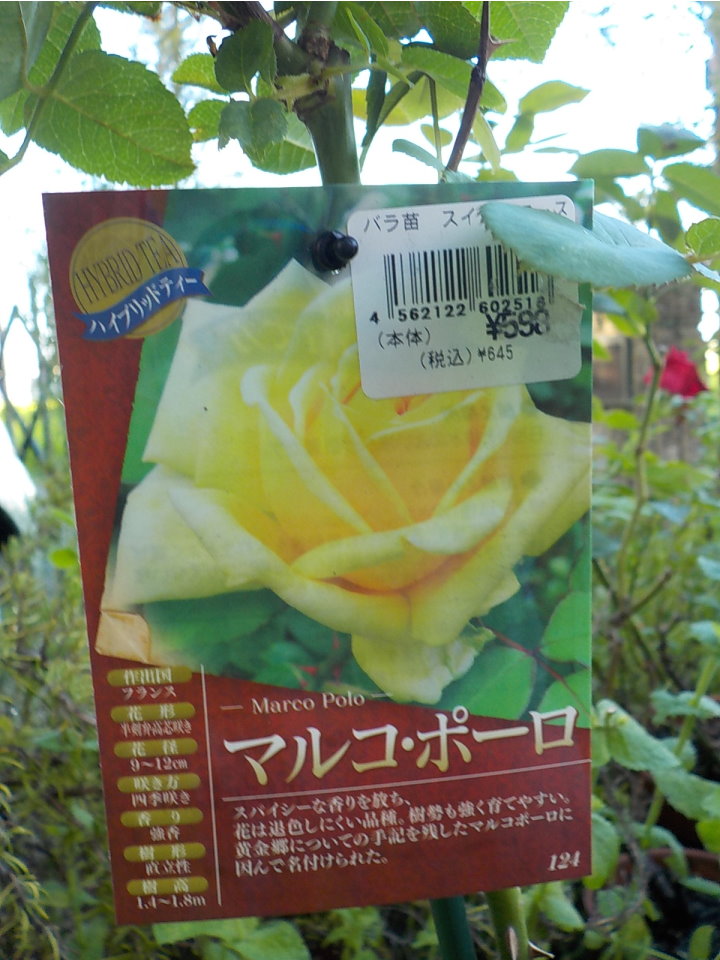 HYBRID TEA
ハイブリッド・ティー
バラ苗
4 562122 602516
¥598
(本体)
(税込) ¥645
作出国
フランス
花形
半剣弁高芯咲き
花径
9~12cm
咲き方
四季咲き
香り
強香
樹形
直立性
樹高
1.4~1.8m
— Marco Polo —
マルコ・ポーロ
スパイシーな香りを放ち、
花は退色しにくい品種。樹勢も強く育てやすい。
黄金郷についての手記を残したマルコポーロに
因んで名付けられた。
124